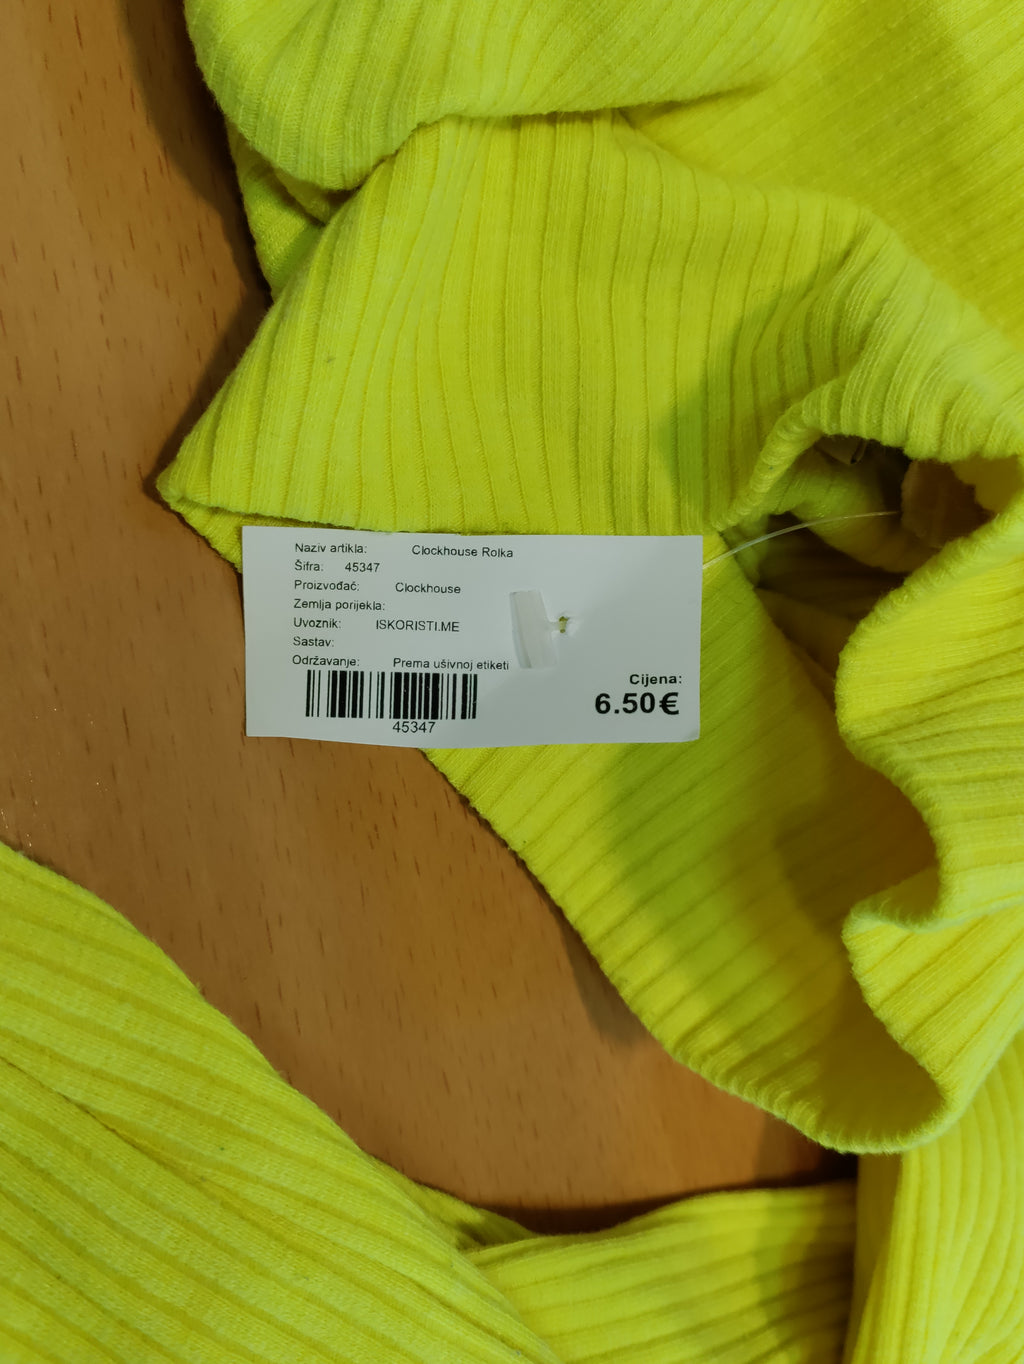 Naziv artikla: Clockhouse Rolka
Šifra: 45347
Proizvođač: Clockhouse
Zemlja porijekla:
Uvoznik: ISKORISTI.ME
Sastav:
Održavanje: Prema ušivnoj etiketi
45347
Cijena:
6.50€